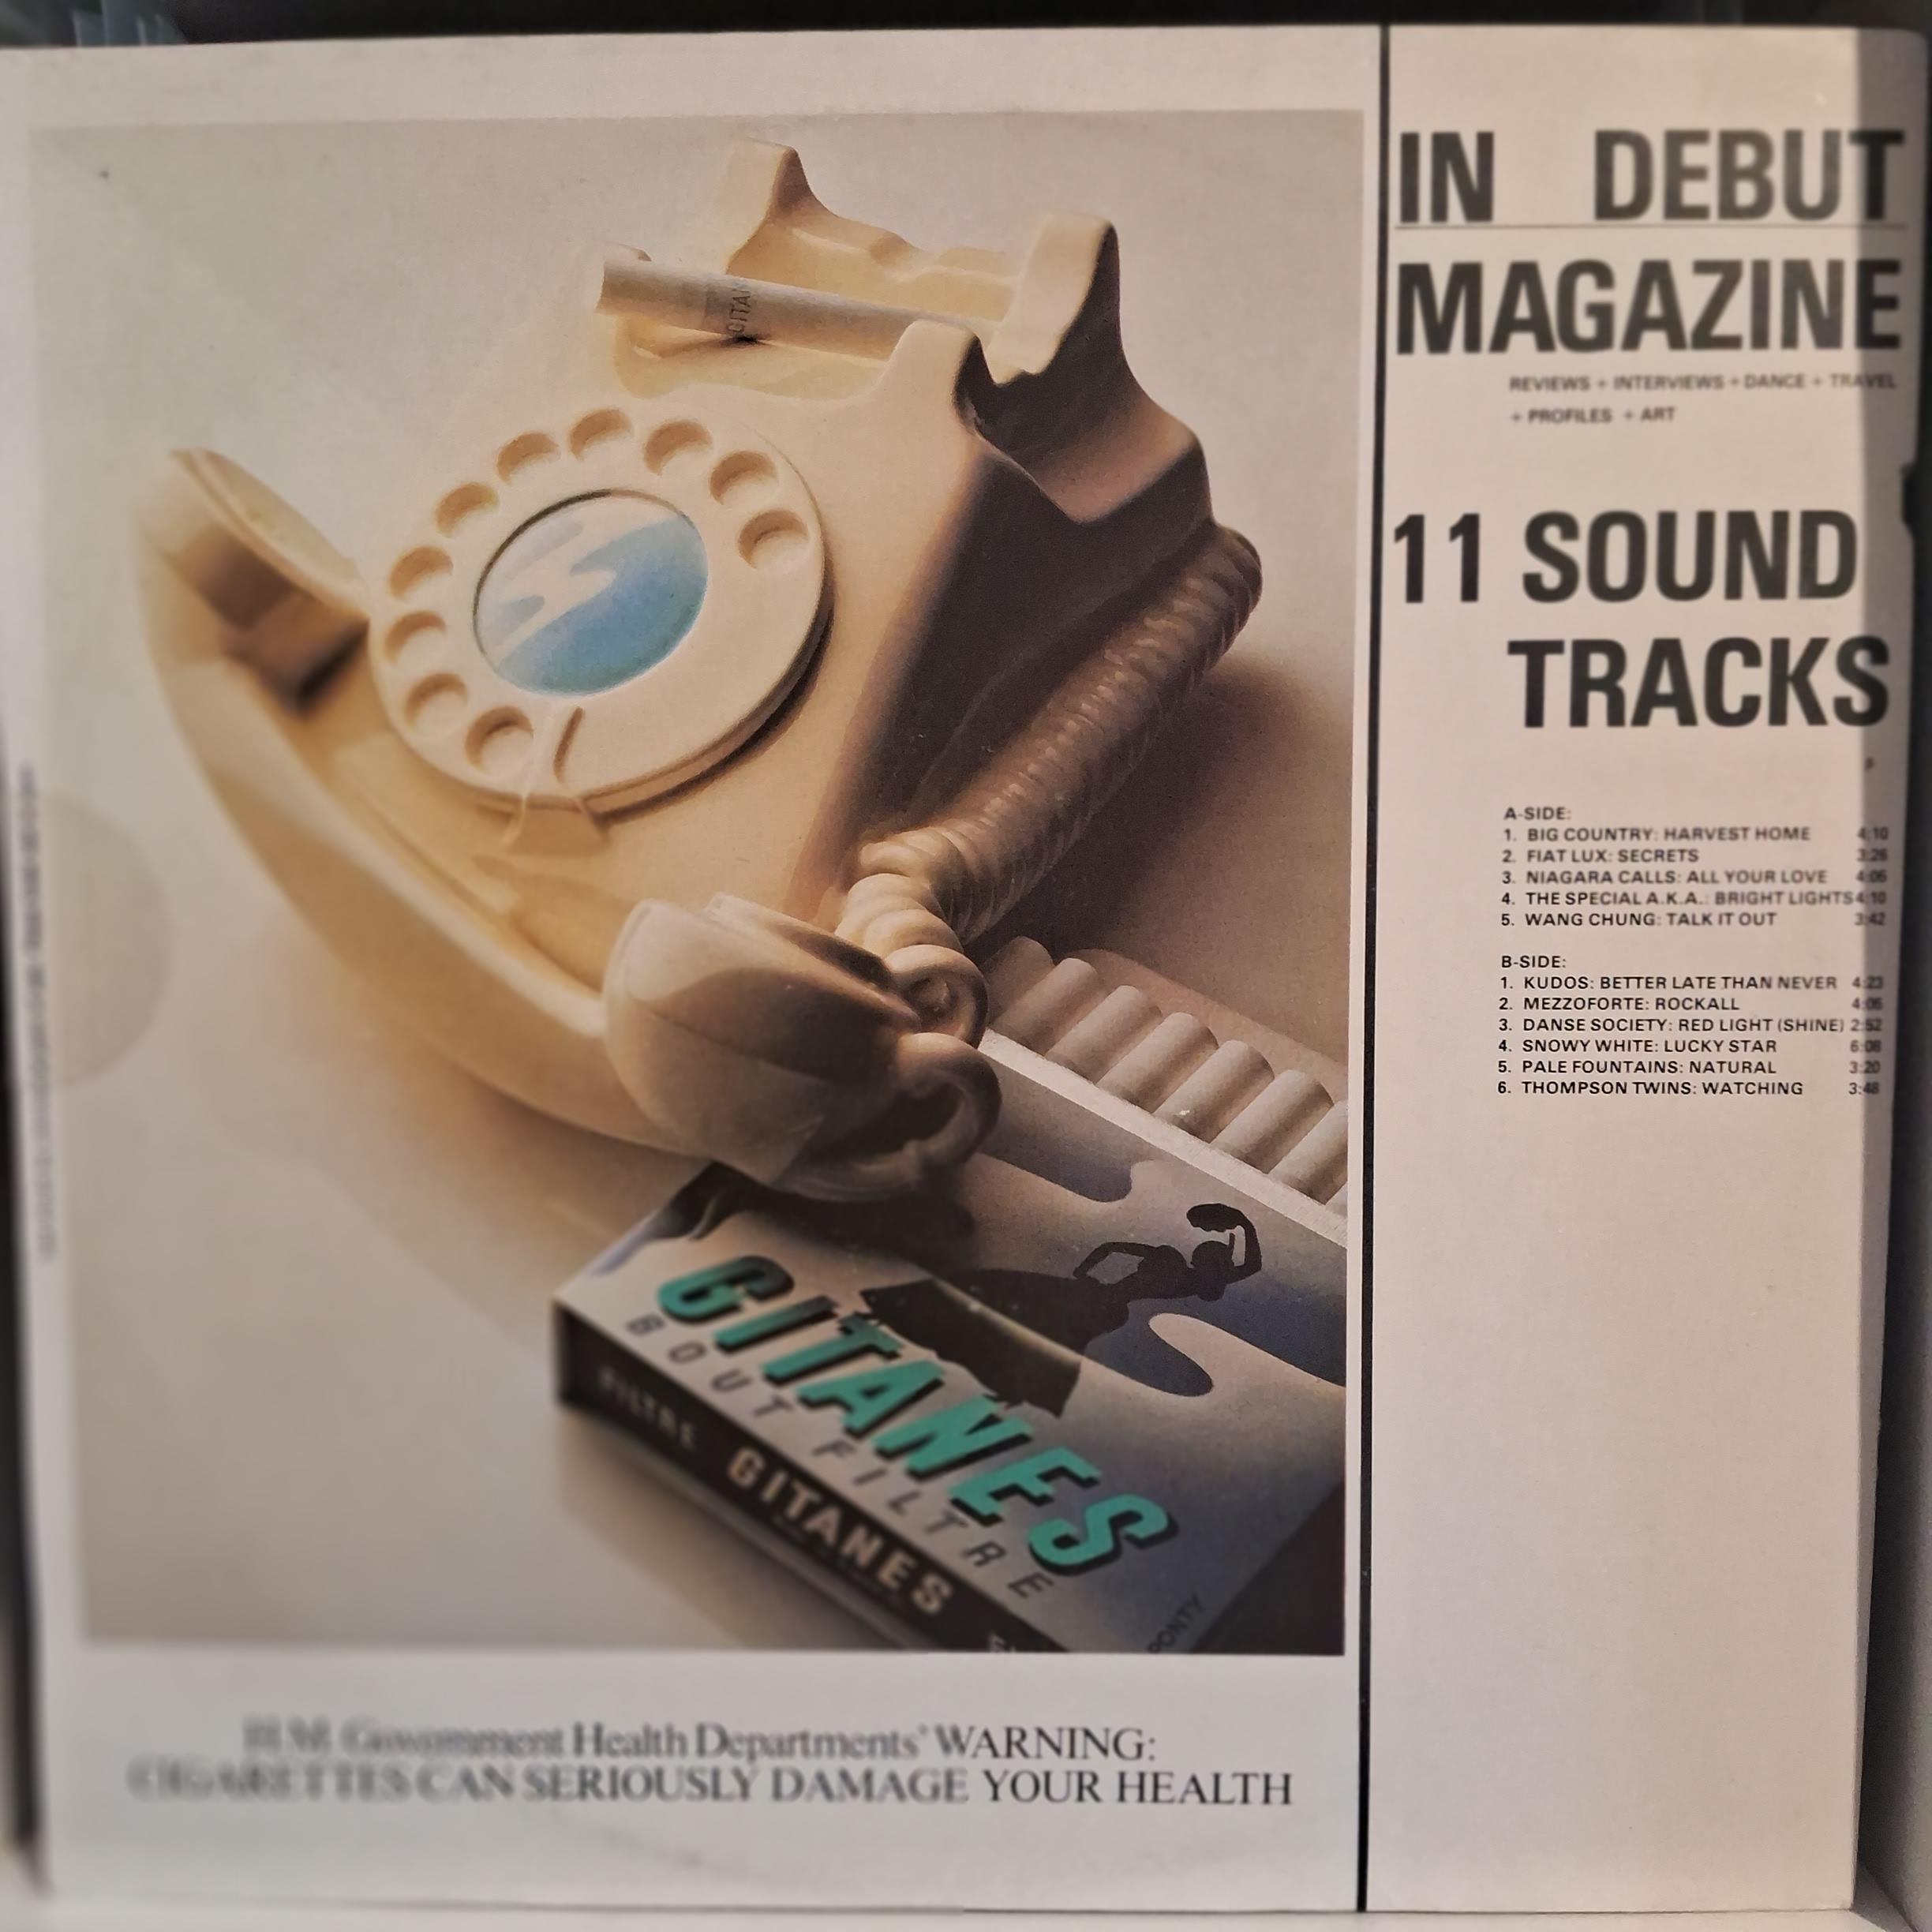 IN DEBUT
MAGAZINE
REVIEWS + INTERVIEWS + DANCE + TRAVEL
+ PROFILES + ART
11 SOUND
TRACKS
A-SIDE:
1. BIG COUNTRY: HARVEST HOME 4:10
2. FIAT LUX: SECRETS 3:26
3. NIAGARA CALLS: ALL YOUR LOVE 4:06
4. THE SPECIAL A.K.A.: BRIGHT LIGHTS 4:10
5. WANG CHUNG: TALK IT OUT 3:42
B-SIDE:
1. KUDOS: BETTER LATE THAN NEVER 4:23
2. MEZZOFORTE: ROCKALL 4:05
3. DANSE SOCIETY: RED LIGHT (SHINE) 2:52
4. SNOWY WHITE: LUCKY STAR 6:08
5. PALE FOUNTAINS: NATURAL 3:20
6. THOMPSON TWINS: WATCHING 3:48
GITAN
GITANES
BOUT FILTRE
FILTRE GITANES
PONTY
H.M. Government Health Departments' WARNING:
CIGARETTES CAN SERIOUSLY DAMAGE YOUR HEALTH